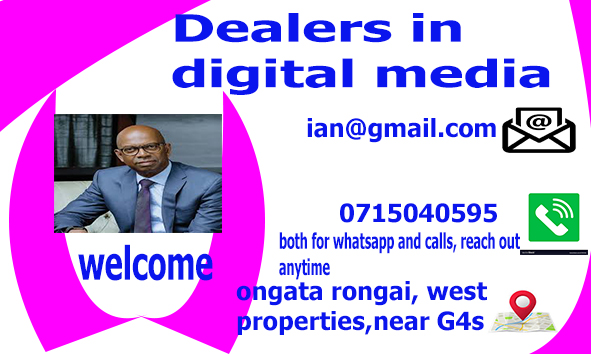 Dealers in
digital media
ian@gmail.com
@
0715040595
both for whatsapp and calls, reach out
anytime
welcome
ongata rongai, west
properties,near G4s